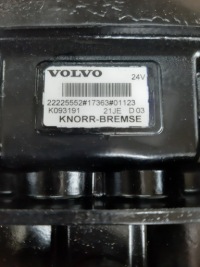 VOLVO
24V
22225552#17363#01123
K093191 21JE D 03
KNORR-BREMSE